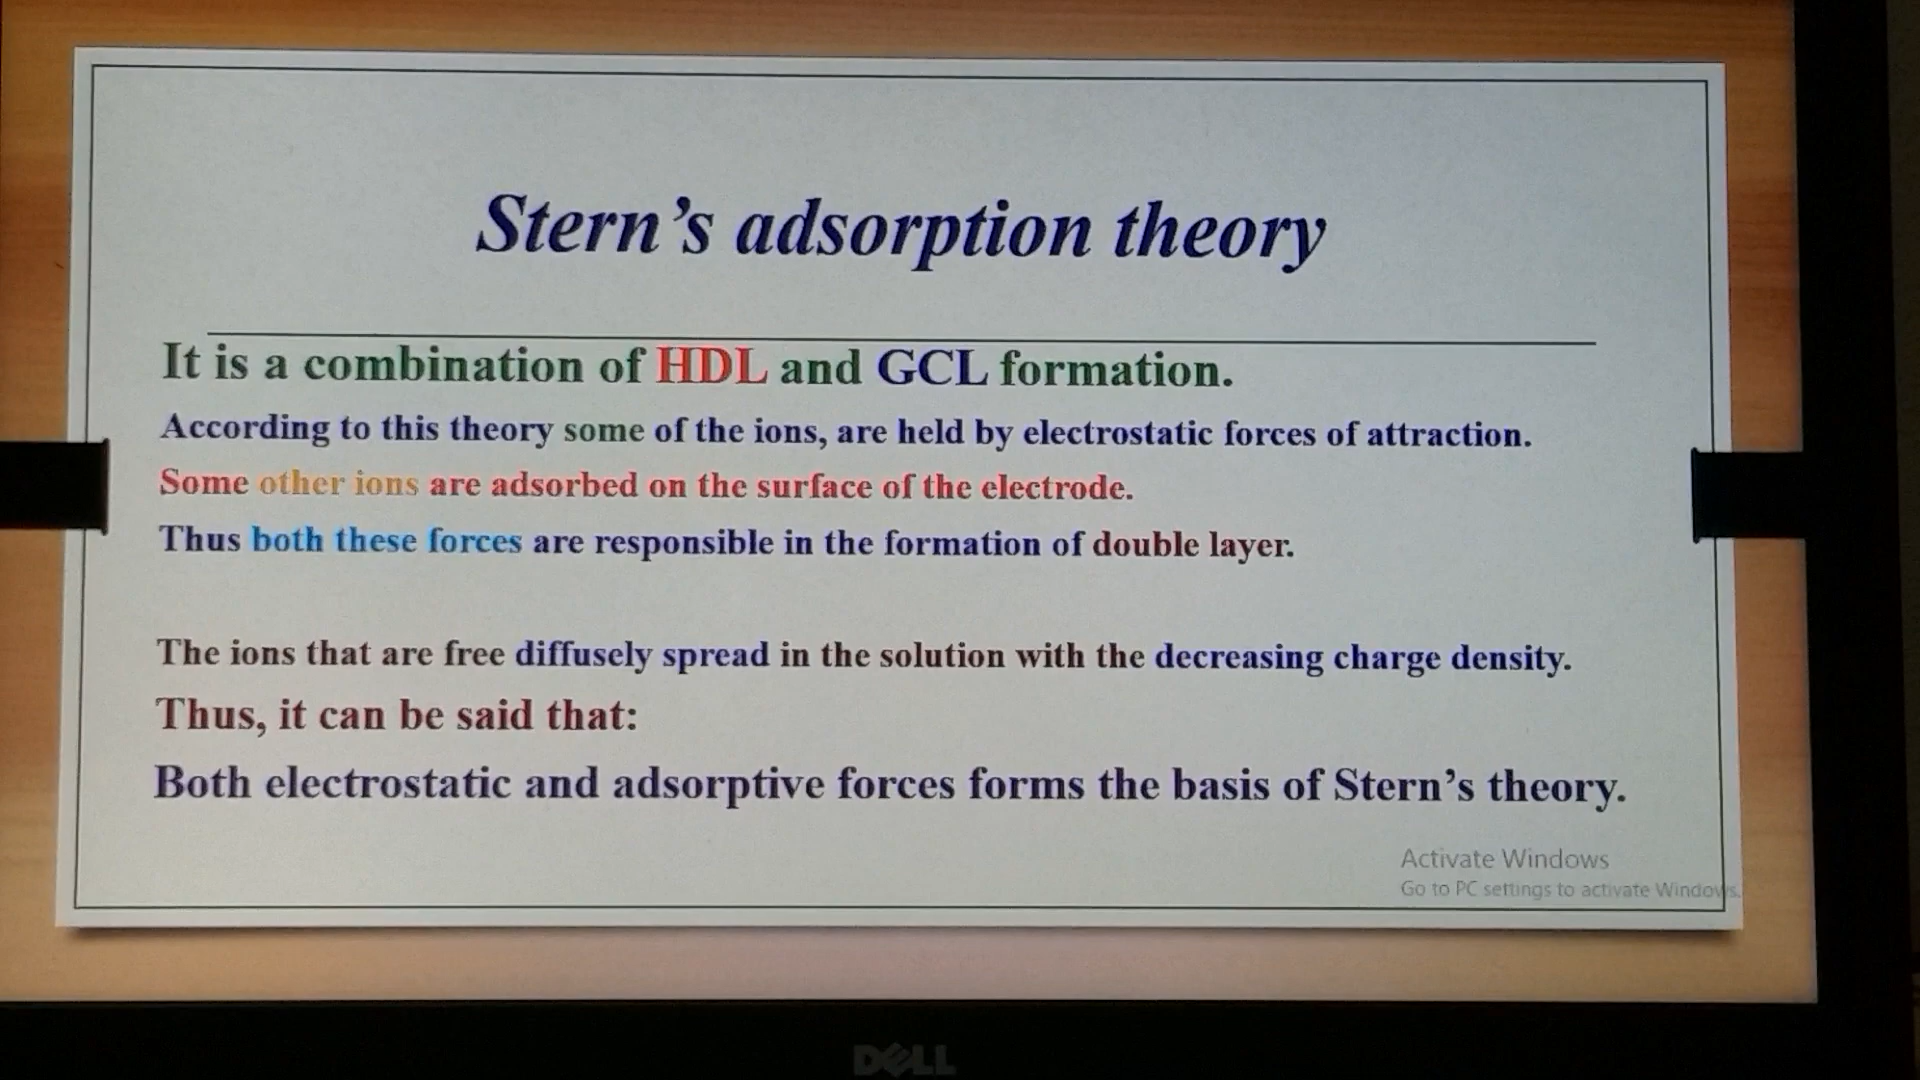 Stern’s adsorption theory
It is a combination of HDL and GCL formation.
According to this theory some of the ions, are held by electrostatic forces of attraction.
Some other ions are adsorbed on the surface of the electrode.
Thus both these forces are responsible in the formation of double layer.
The ions that are free diffusely spread in the solution with the decreasing charge density.
Thus, it can be said that:
Both electrostatic and adsorptive forces forms the basis of Stern’s theory.
Activate Windows
Go to PC settings to activate Windows.
DELL